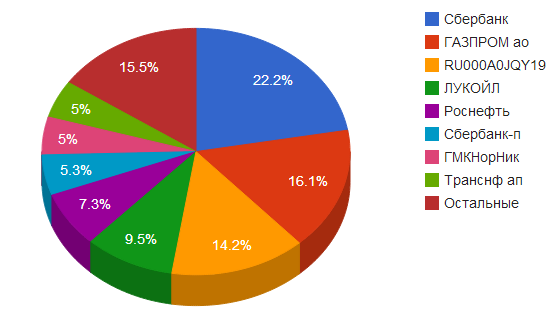 22.2%
16.1%
14.2%
9.5%
7.3%
5.3%
5%
5%
15.5%
Сбербанк
ГАЗПРОМ ао
RU000A0JQY19
ЛУКОЙЛ
Роснефть
Сбербанк-п
ГМКНорНик
Транснф ап
Остальные